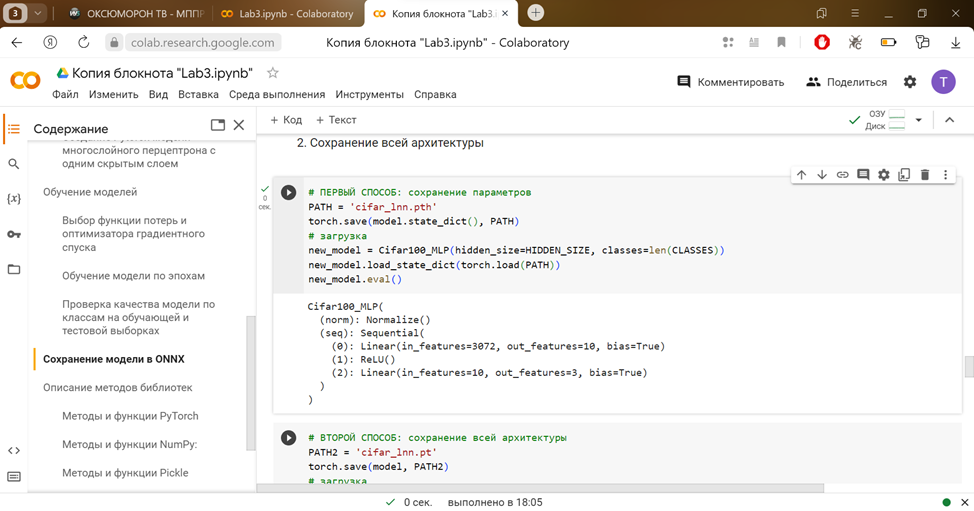 3
ОКСЮМОРОН ТВ - МППР
Lab3.ipynb - Colaboratory
Копия блокнота "Lab3.i
colab.research.google.com
Копия блокнота "Lab3.ipynb" - Colaboratory
Копия блокнота "Lab3.ipynb"
Комментировать
Поделиться
T
Файл Изменить Вид Вставка Среда выполнения Инструменты Справка
Содержание
многослойного перцептрона с
одним скрытым слоем
Обучение моделей
Выбор функции потерь и
оптимизатора градиентного
спуска
Обучение модели по эпохам
Проверка качества модели по
классам на обучающей и
тестовой выборках
Сохранение модели в ONNX
Описание методов библиотек
Методы и функции PyTorch
Методы и функции NumPy:
Методы и функции Pickle
+ Код + Текст
ОЗУ
Диск
2. Сохранение всей архитектуры
0
сек.
# ПЕРВЫЙ СПОСОБ: сохранение параметров
PATH = 'cifar_lnn.pth'
torch.save(model.state_dict(), PATH)
# загрузка
new_model = Cifar100_MLP(hidden_size=HIDDEN_SIZE, classes=len(CLASSES))
new_model.load_state_dict(torch.load(PATH))
new_model.eval()
Cifar100_MLP(
(norm): Normalize()
(seq): Sequential(
(0): Linear(in_features=3072, out_features=10, bias=True)
(1): ReLU()
(2): Linear(in_features=10, out_features=3, bias=True)
)
)
# ВТОРОЙ СПОСОБ: сохранение всей архитектуры
PATH2 = 'cifar_lnn.pt'
torch.save(model, PATH2)
# загрузка
0 сек. выполнено в 18:05